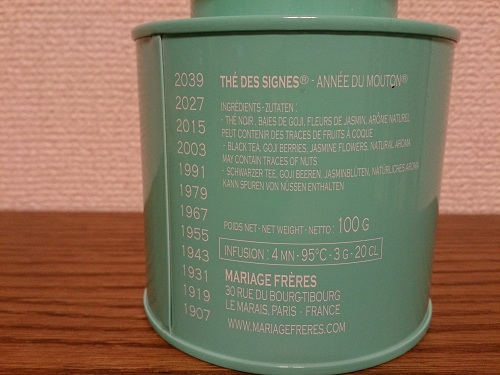 2039
2027
2015
2003
1991
1979
1967
1955
1943
1931
1919
1907
THÉ DES SIGNES® - ANNÉE DU MOUTON®
INGRÉDIENTS - ZUTATEN :
- THÉ NOIR, BAIES DE GOJI, FLEURS DE JASMIN, ARÔME NATUREL
PEUT CONTENIR DES TRACES DE FRUITS À COQUE
- BLACK TEA, GOJI BERRIES, JASMINE FLOWERS, NATURAL AROMA
MAY CONTAIN TRACES OF NUTS
- SCHWARZER TEE, GOJI BEEREN, JASMINBLÜTEN, NATÜRLICHES AROMA
KANN SPUREN VON NÜSSEN ENTHALTEN
POIDS NET - NET WEIGHT - NETTO : 100 G
INFUSION : 4 MN - 95°C - 3 G - 20 CL
MARIAGE FRÈRES
30 RUE DU BOURG-TIBOURG
LE MARAIS, PARIS - FRANCE
WWW.MARIAGEFRERES.COM